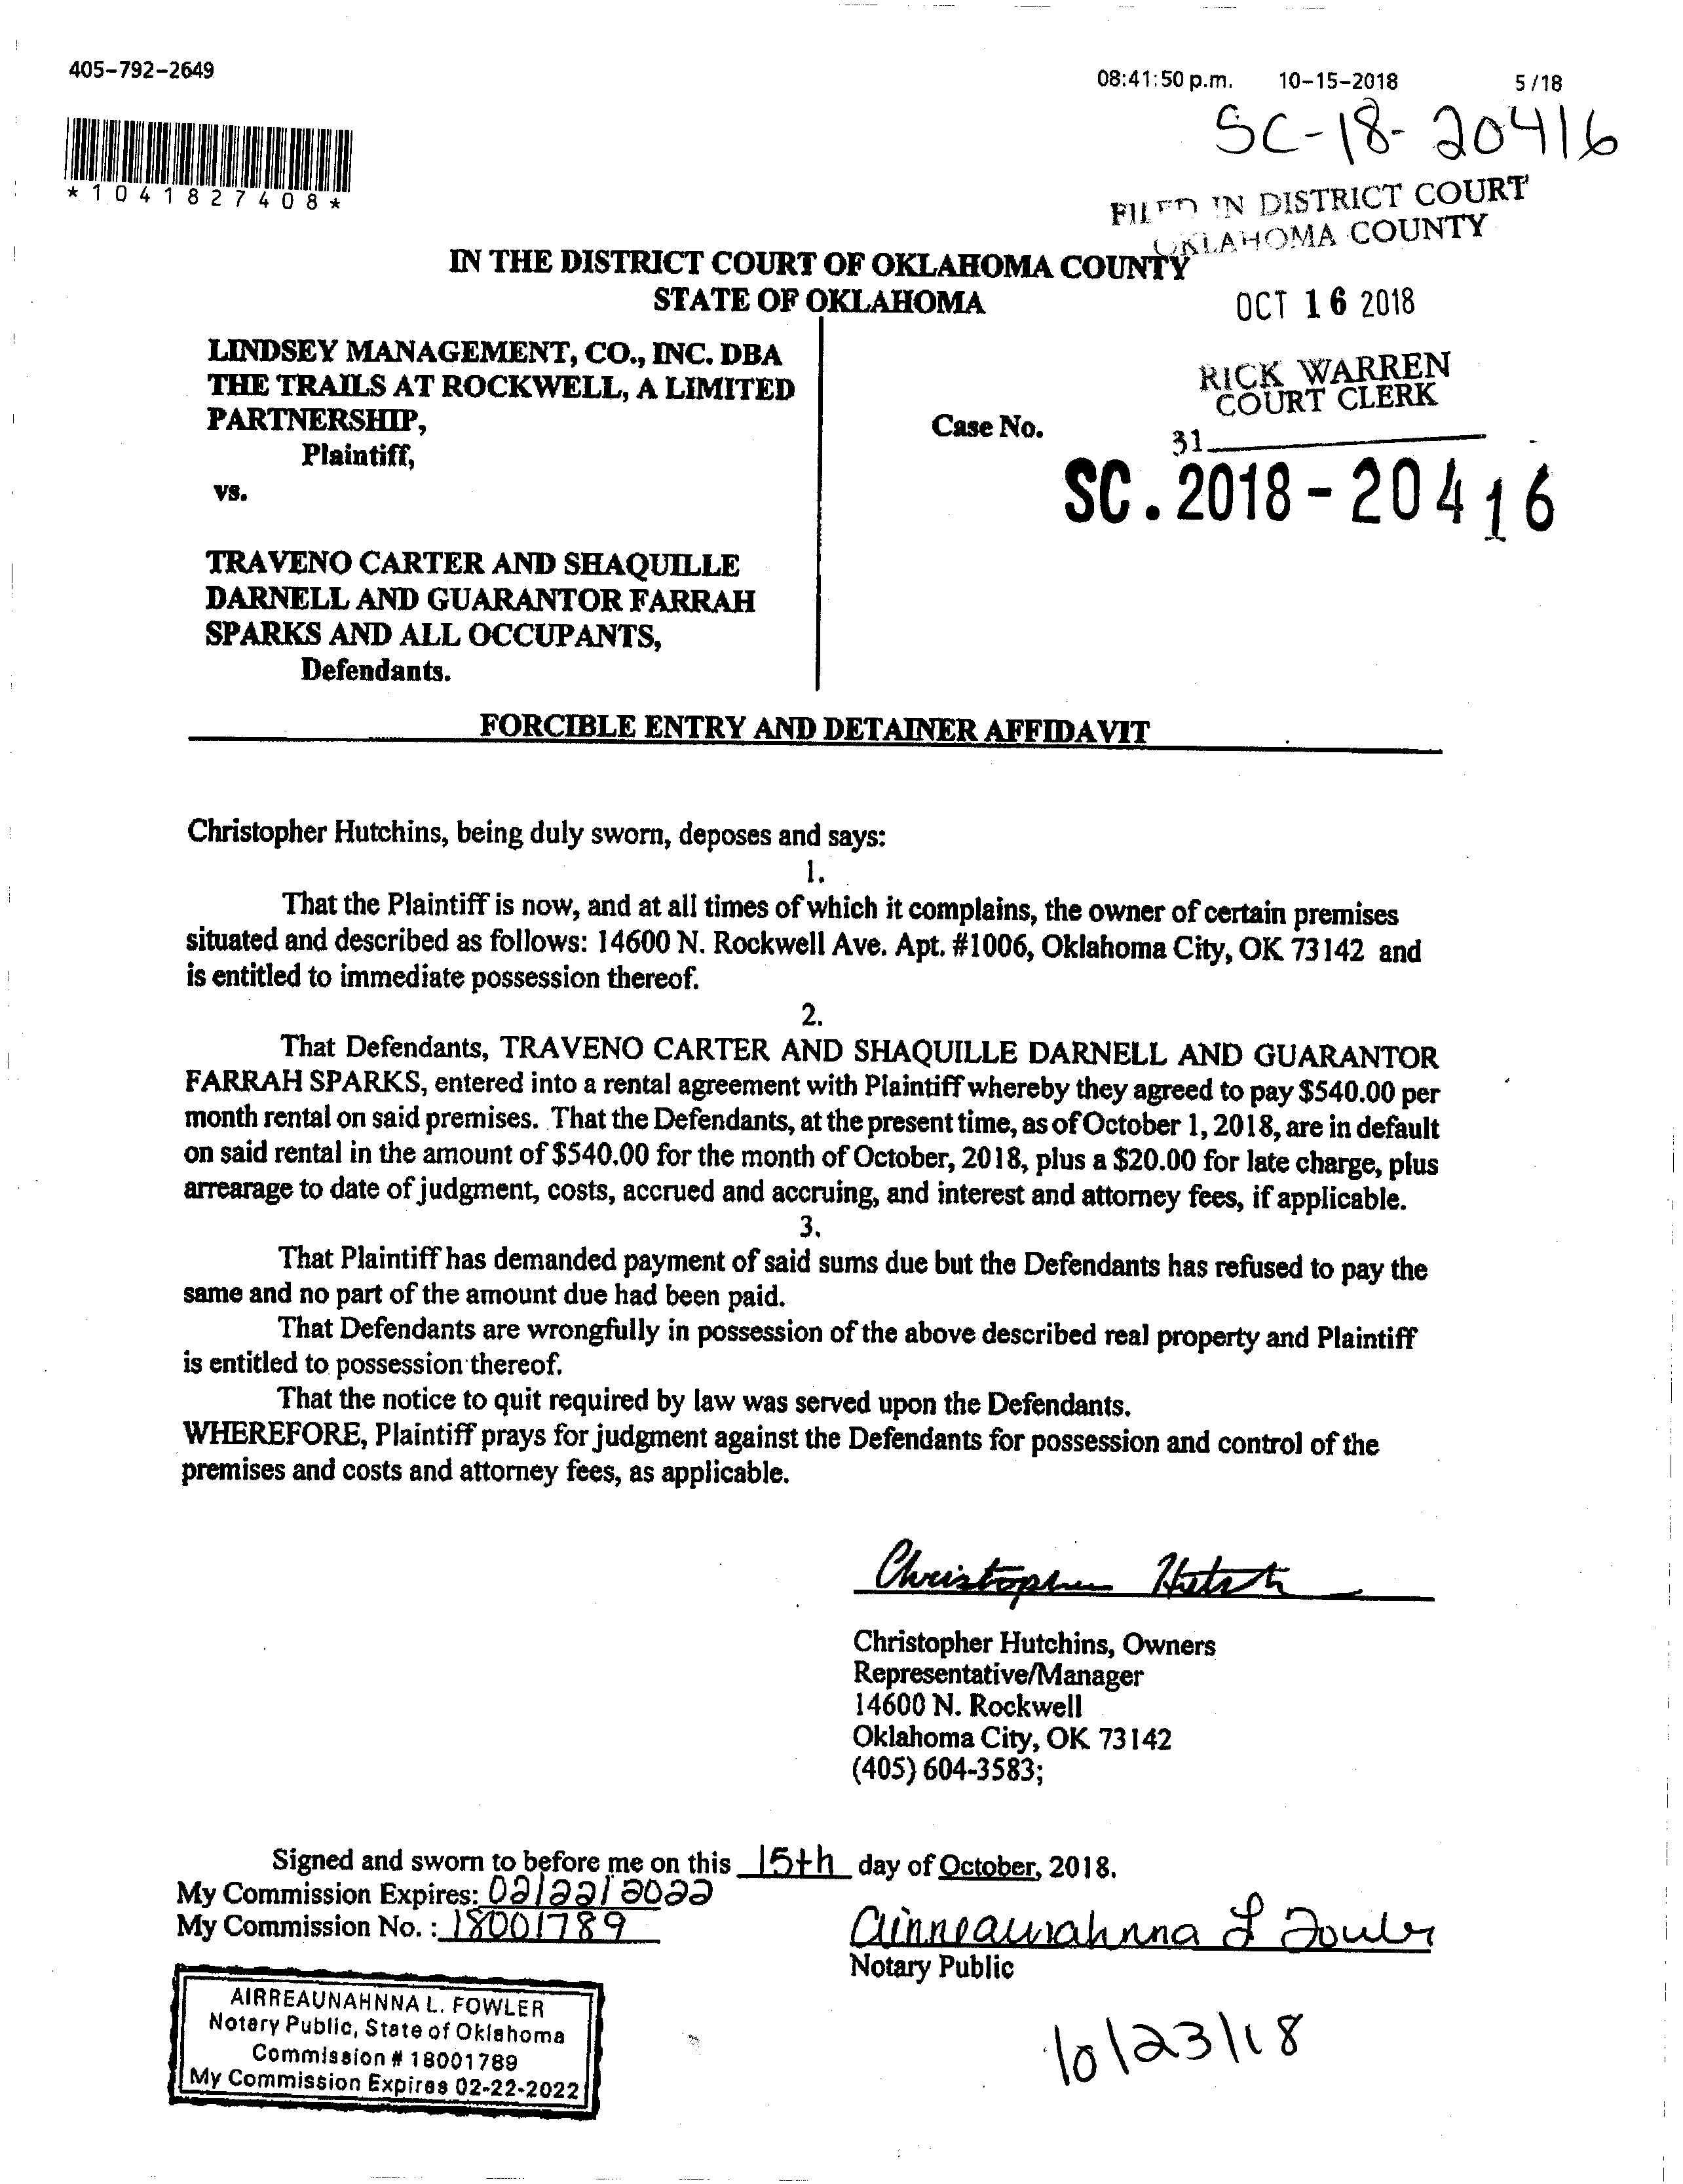 405-792-2649
08:41:50 p.m. 10-15-2018 5/18
SC-18-20416
*1041827408*
FILED IN DISTRICT COURT
OKLAHOMA COUNTY
IN THE DISTRICT COURT OF OKLAHOMA COUNTY
STATE OF OKLAHOMA
OCT 16 2018
LINDSEY MANAGEMENT, CO., INC. DBA
THE TRAILS AT ROCKWELL, A LIMITED
PARTNERSHIP,
Plaintiff,
RICK WARREN
COURT CLERK
Case No.
31
vs.
SC. 2018-20416
TRAVENO CARTER AND SHAQUILLE
DARNELL AND GUARANTOR FARRAH
SPARKS AND ALL OCCUPANTS,
Defendants.
FORCIBLE ENTRY AND DETAINER AFFIDAVIT
Christopher Hutchins, being duly sworn, deposes and says:
1.
That the Plaintiff is now, and at all times of which it complains, the owner of certain premises
situated and described as follows: 14600 N. Rockwell Ave. Apt. #1006, Oklahoma City, OK 73142 and
is entitled to immediate possession thereof.
2.
That Defendants, TRAVENO CARTER AND SHAQUILLE DARNELL AND GUARANTOR
FARRAH SPARKS, entered into a rental agreement with Plaintiff whereby they agreed to pay $540.00 per
month rental on said premises. That the Defendants, at the present time, as of October 1, 2018, are in default
on said rental in the amount of $540.00 for the month of October, 2018, plus a $20.00 for late charge, plus
arrearage to date of judgment, costs, accrued and accruing, and interest and attorney fees, if applicable.
3.
That Plaintiff has demanded payment of said sums due but the Defendants has refused to pay the
same and no part of the amount due had been paid.
That Defendants are wrongfully in possession of the above described real property and Plaintiff
is entitled to possession thereof.
That the notice to quit required by law was served upon the Defendants.
WHEREFORE, Plaintiff prays for judgment against the Defendants for possession and control of the
premises and costs and attorney fees, as applicable.
Christopher Hutchins
Christopher Hutchins, Owners
Representative/Manager
14600 N. Rockwell
Oklahoma City, OK 73142
(405) 604-3583;
Signed and sworn to before me on this 15th day of October, 2018.
My Commission Expires: 02/22/2022
My Commission No. : 18001789
Airreaunahnna L Fowler
Notary Public
AIRREAUNAHNNA L. FOWLER
Notary Public, State of Oklahoma
Commission # 18001789
My Commission Expires 02-22-2022
10/23/18